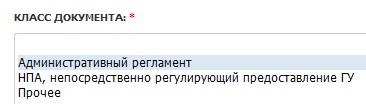 КЛАСС ДОКУМЕНТА: *
Административный регламент
НПА, непосредственно регулирующий предоставление ГУ
Прочее